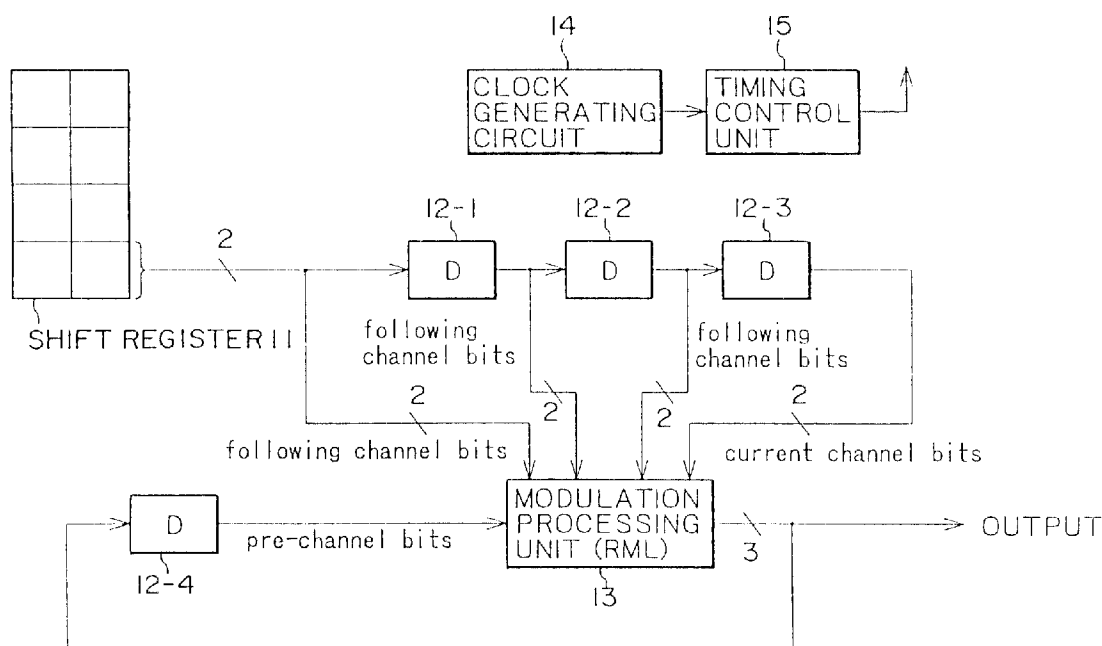 14
15
CLOCK
GENERATING
CIRCUIT
TIMING
CONTROL
UNIT
12-1
12-2
12-3
2
D
D
D
SHIFT REGISTER 11
following
channel bits
following
channel bits
2
2
2
2
following channel bits
current channel bits
MODULATION
PROCESSING
UNIT (RML)
D
pre-channel bits
3
OUTPUT
12-4
13